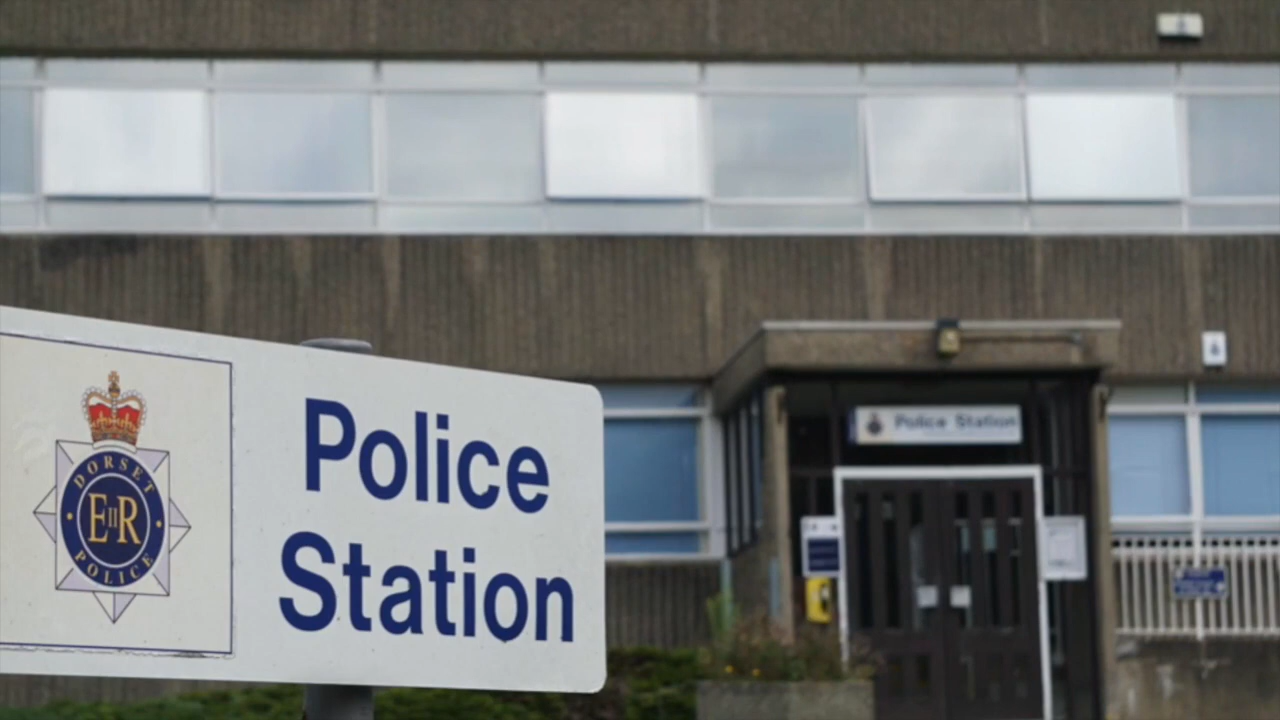 Police
Station
DORSET
EIIR
POLICE
Police Station